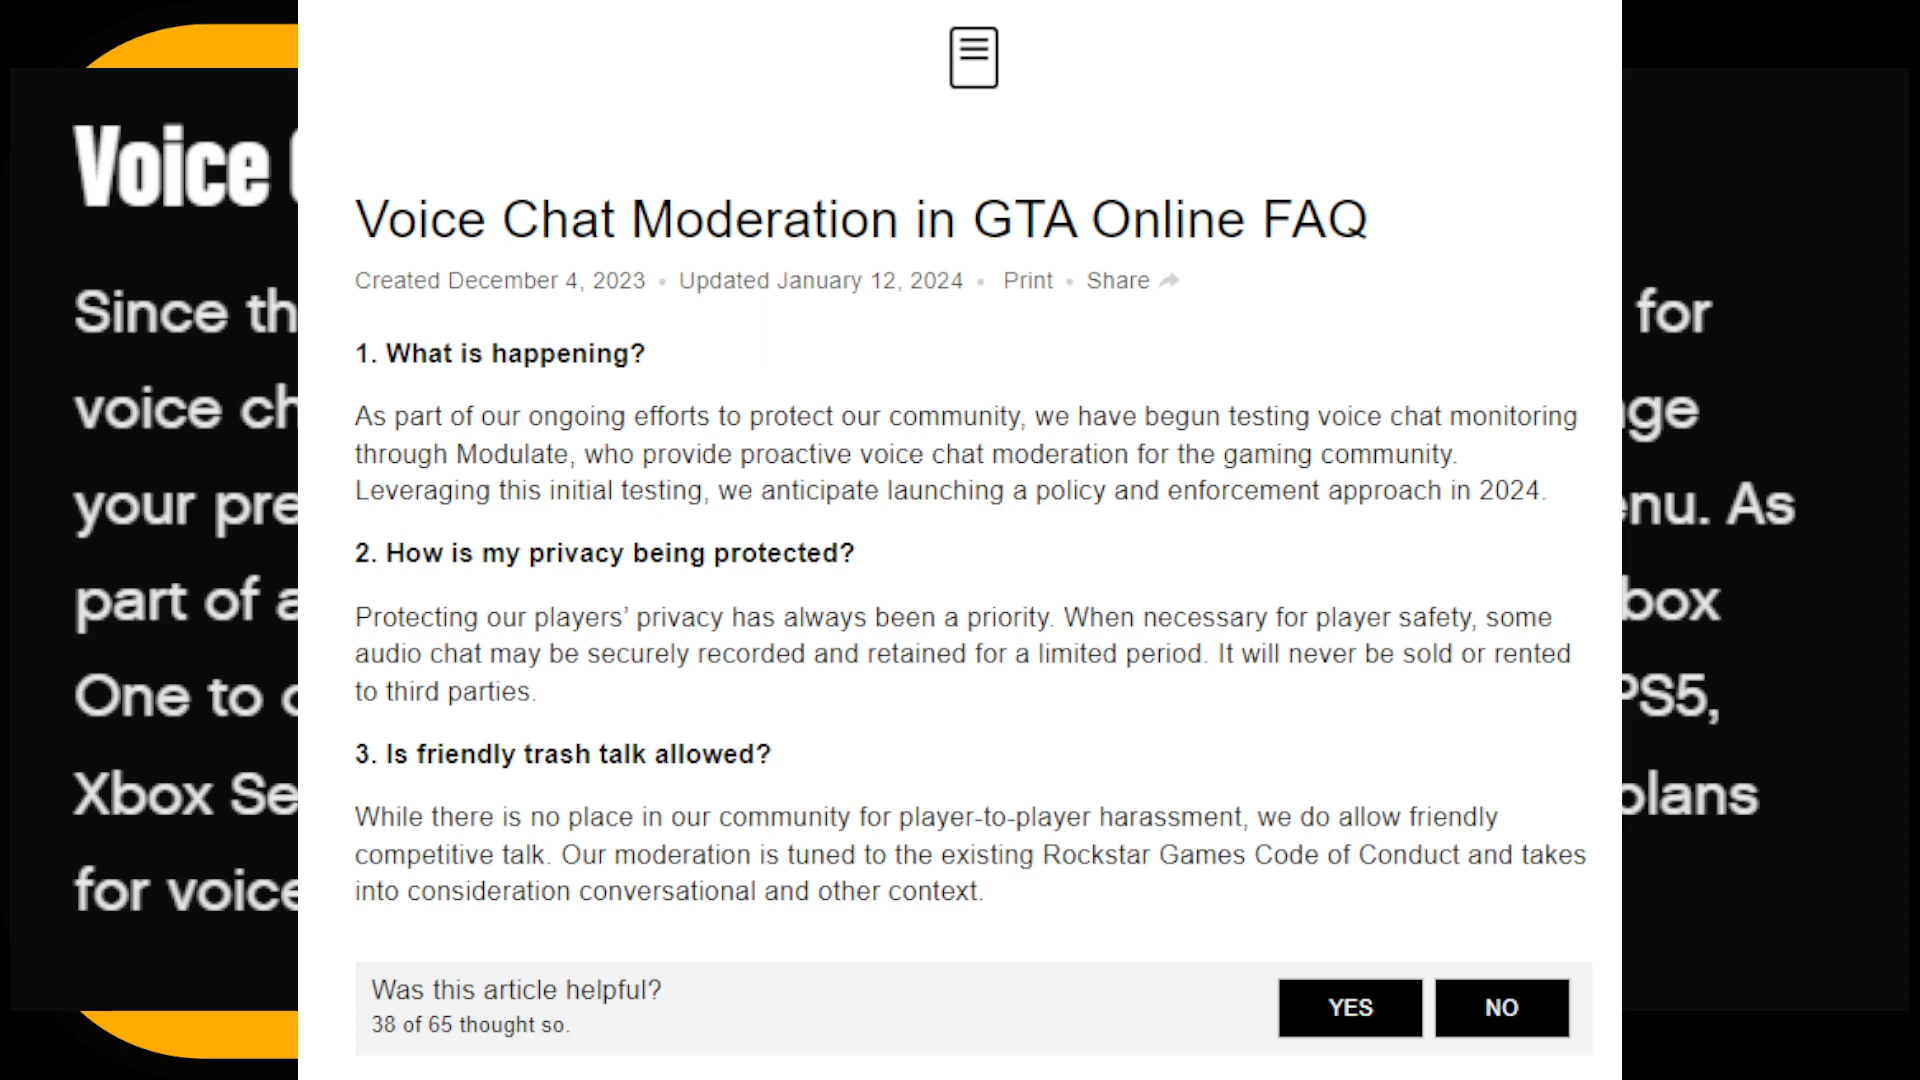 Voice
Since th
voice ch
your pre
part of a
One to
Xbox Se
for voice
Voice Chat Moderation in GTA Online FAQ
Created December 4, 2023 • Updated January 12, 2024 • Print • Share
1. What is happening?
As part of our ongoing efforts to protect our community, we have begun testing voice chat monitoring
through Modulate, who provide proactive voice chat moderation for the gaming community.
Leveraging this initial testing, we anticipate launching a policy and enforcement approach in 2024.
2. How is my privacy being protected?
Protecting our players’ privacy has always been a priority. When necessary for player safety, some
audio chat may be securely recorded and retained for a limited period. It will never be sold or rented
to third parties.
3. Is friendly trash talk allowed?
While there is no place in our community for player-to-player harassment, we do allow friendly
competitive talk. Our moderation is tuned to the existing Rockstar Games Code of Conduct and takes
into consideration conversational and other context.
Was this article helpful?
38 of 65 thought so.
YES
NO
for
ge
nu. As
box
PS5,
plans